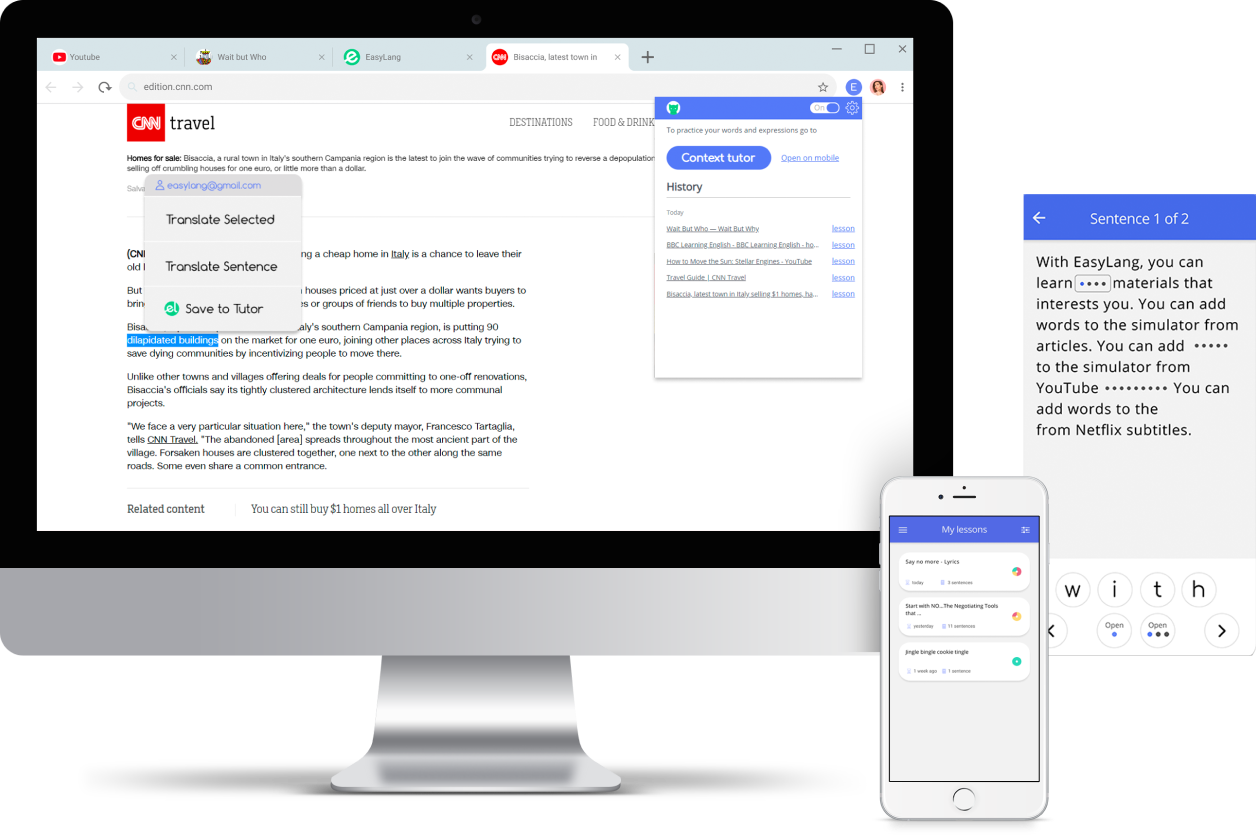 Youtube
Wait but Who
EasyLang
CNN
Bisaccia, latest town in
edition.cnn.com
E
CNN travel
DESTINATIONS
FOOD & DRINK
Homes for sale: Bisaccia, a rural town in Italy's southern Campania region is the latest to join the wave of communities trying to reverse a depopulation
selling off crumbling houses for one euro, or little more than a dollar.
Salva
easylang@gmail.com
Translate Selected
Translate Sentence
el Save to Tutor
(CN
ng a cheap home in Italy is a chance to leave their
old
But houses priced at just over a dollar wants buyers to
brin es or groups of friends to buy multiple properties.
Bisa taly's southern Campania region, is putting 90
dilapidated buildings on the market for one euro, joining other places across Italy trying to
save dying communities by incentivizing people to move there.
Unlike other towns and villages offering deals for people committing to one-off renovations,
Bisaccia's officials say its tightly clustered architecture lends itself to more communal
projects.
"We face a very particular situation here," the town's deputy mayor, Francesco Tartaglia,
tells CNN Travel. "The abandoned [area] spreads throughout the most ancient part of the
village. Forsaken houses are clustered together, one next to the other along the same
roads. Some even share a common entrance.
Related content
You can still buy $1 homes all over Italy
On
To practice your words and expressions go to
Context tutor
Open on mobile
History
Today
Wait But Who — Wait But Why lesson
BBC Learning English - BBC Learning English - ho... lesson
How to Move the Sun: Stellar Engines - YouTube lesson
Travel Guide | CNN Travel lesson
Bisaccia, latest town in Italy selling $1 homes, ha... lesson
Sentence 1 of 2
With EasyLang, you can
learn •••• materials that
interests you. You can add
words to the simulator from
articles. You can add •••••
to the simulator from
YouTube ••••••••• You can
add words to the
from Netflix subtitles.
w i t h
Open
Open
My lessons
Say no more - Lyrics
today 3 sentences
Start with NO...The Negotiating Tools
that ...
yesterday 11 sentences
Jingle bingle cookie tingle
1 week ago 1 sentence